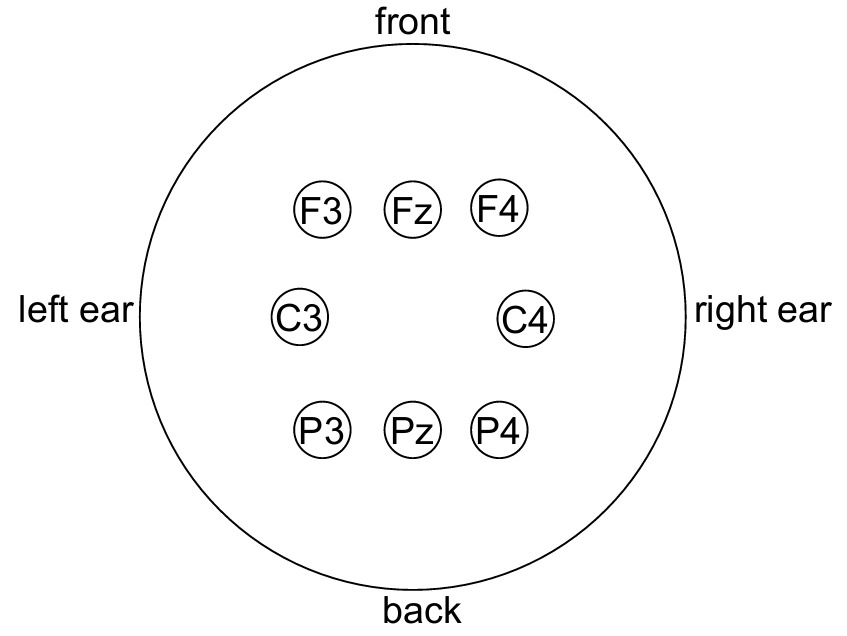 front
F3 Fz F4
left ear C3 C4 right ear
P3 Pz P4
back